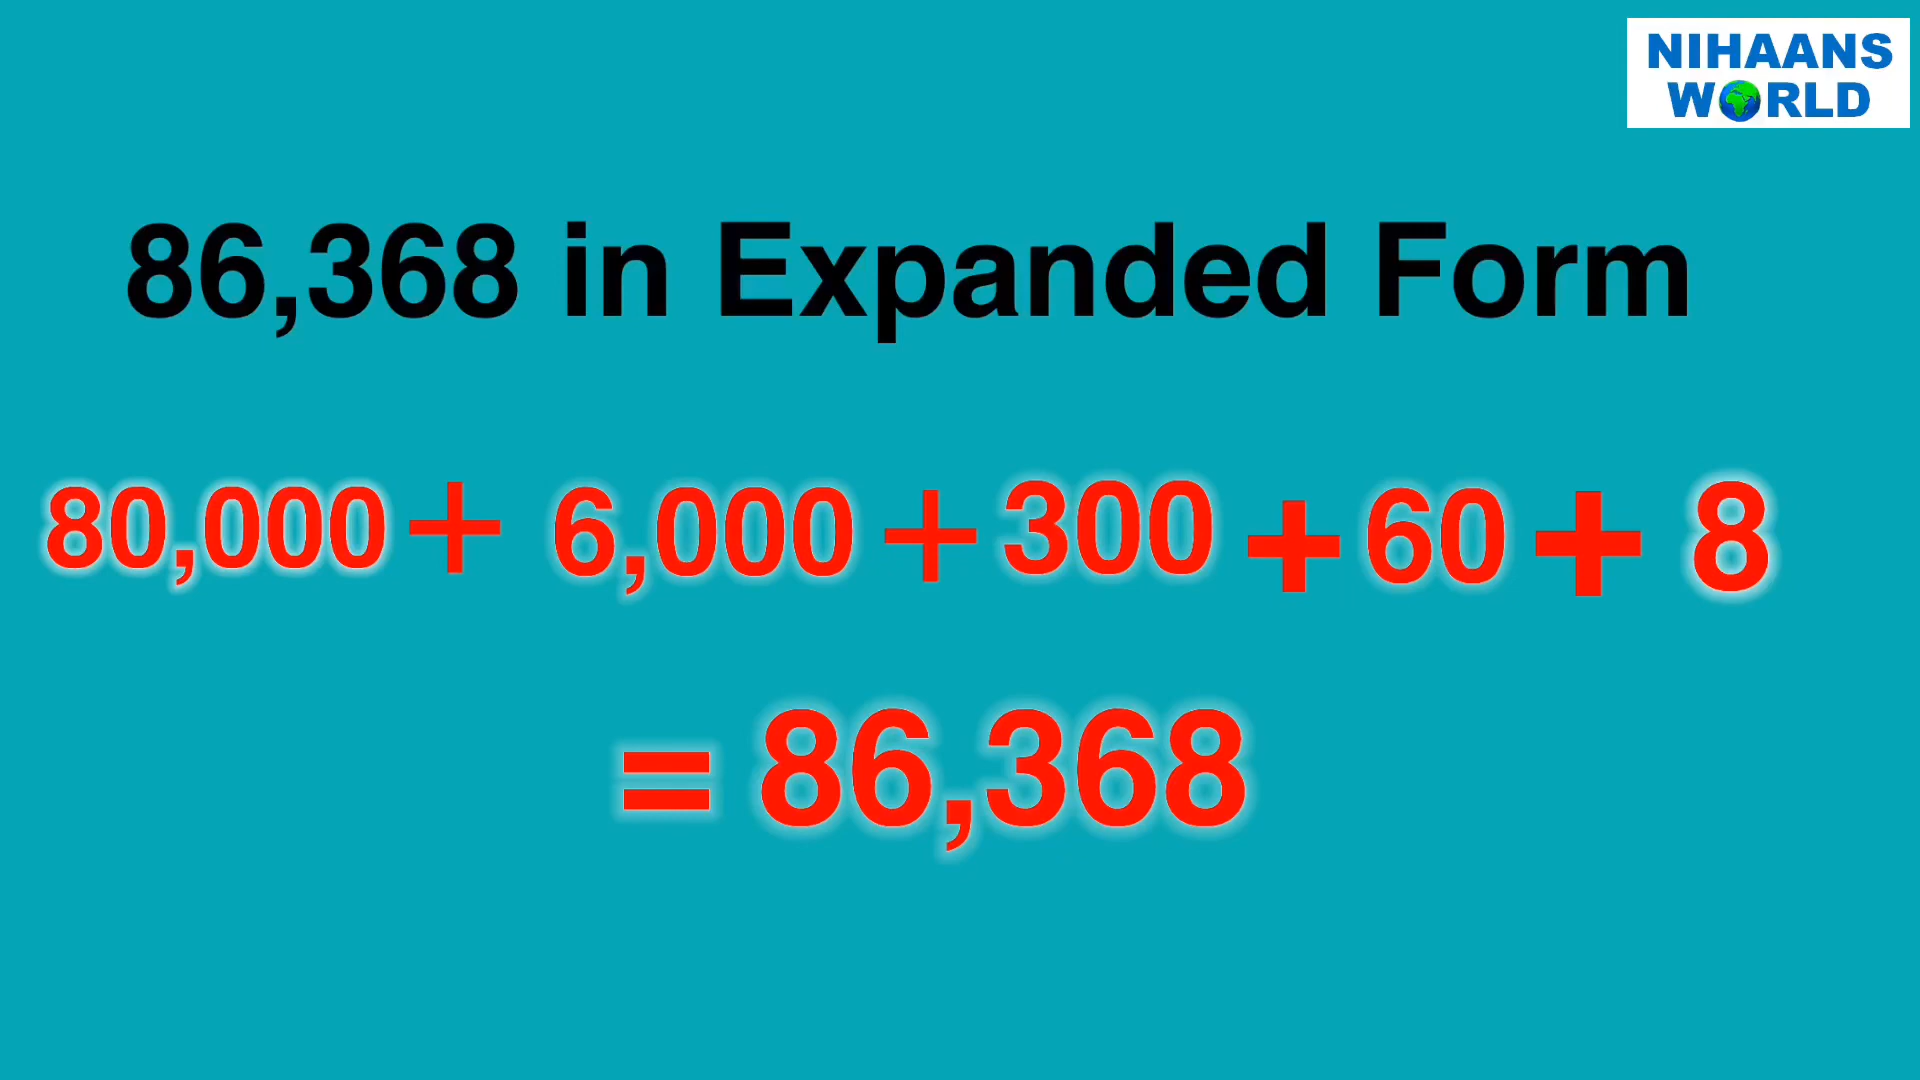 NIHAANS
WORLD
86,368 in Expanded Form
80,000 + 6,000 + 300 + 60 + 8
= 86,368